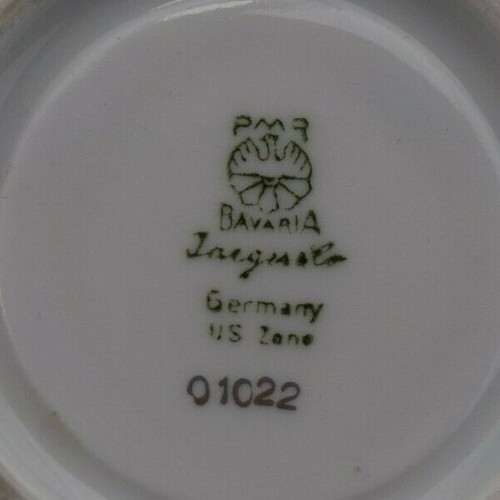 PMR
BAVARIA
Jaeger & Co
Germany
US Zone
01022